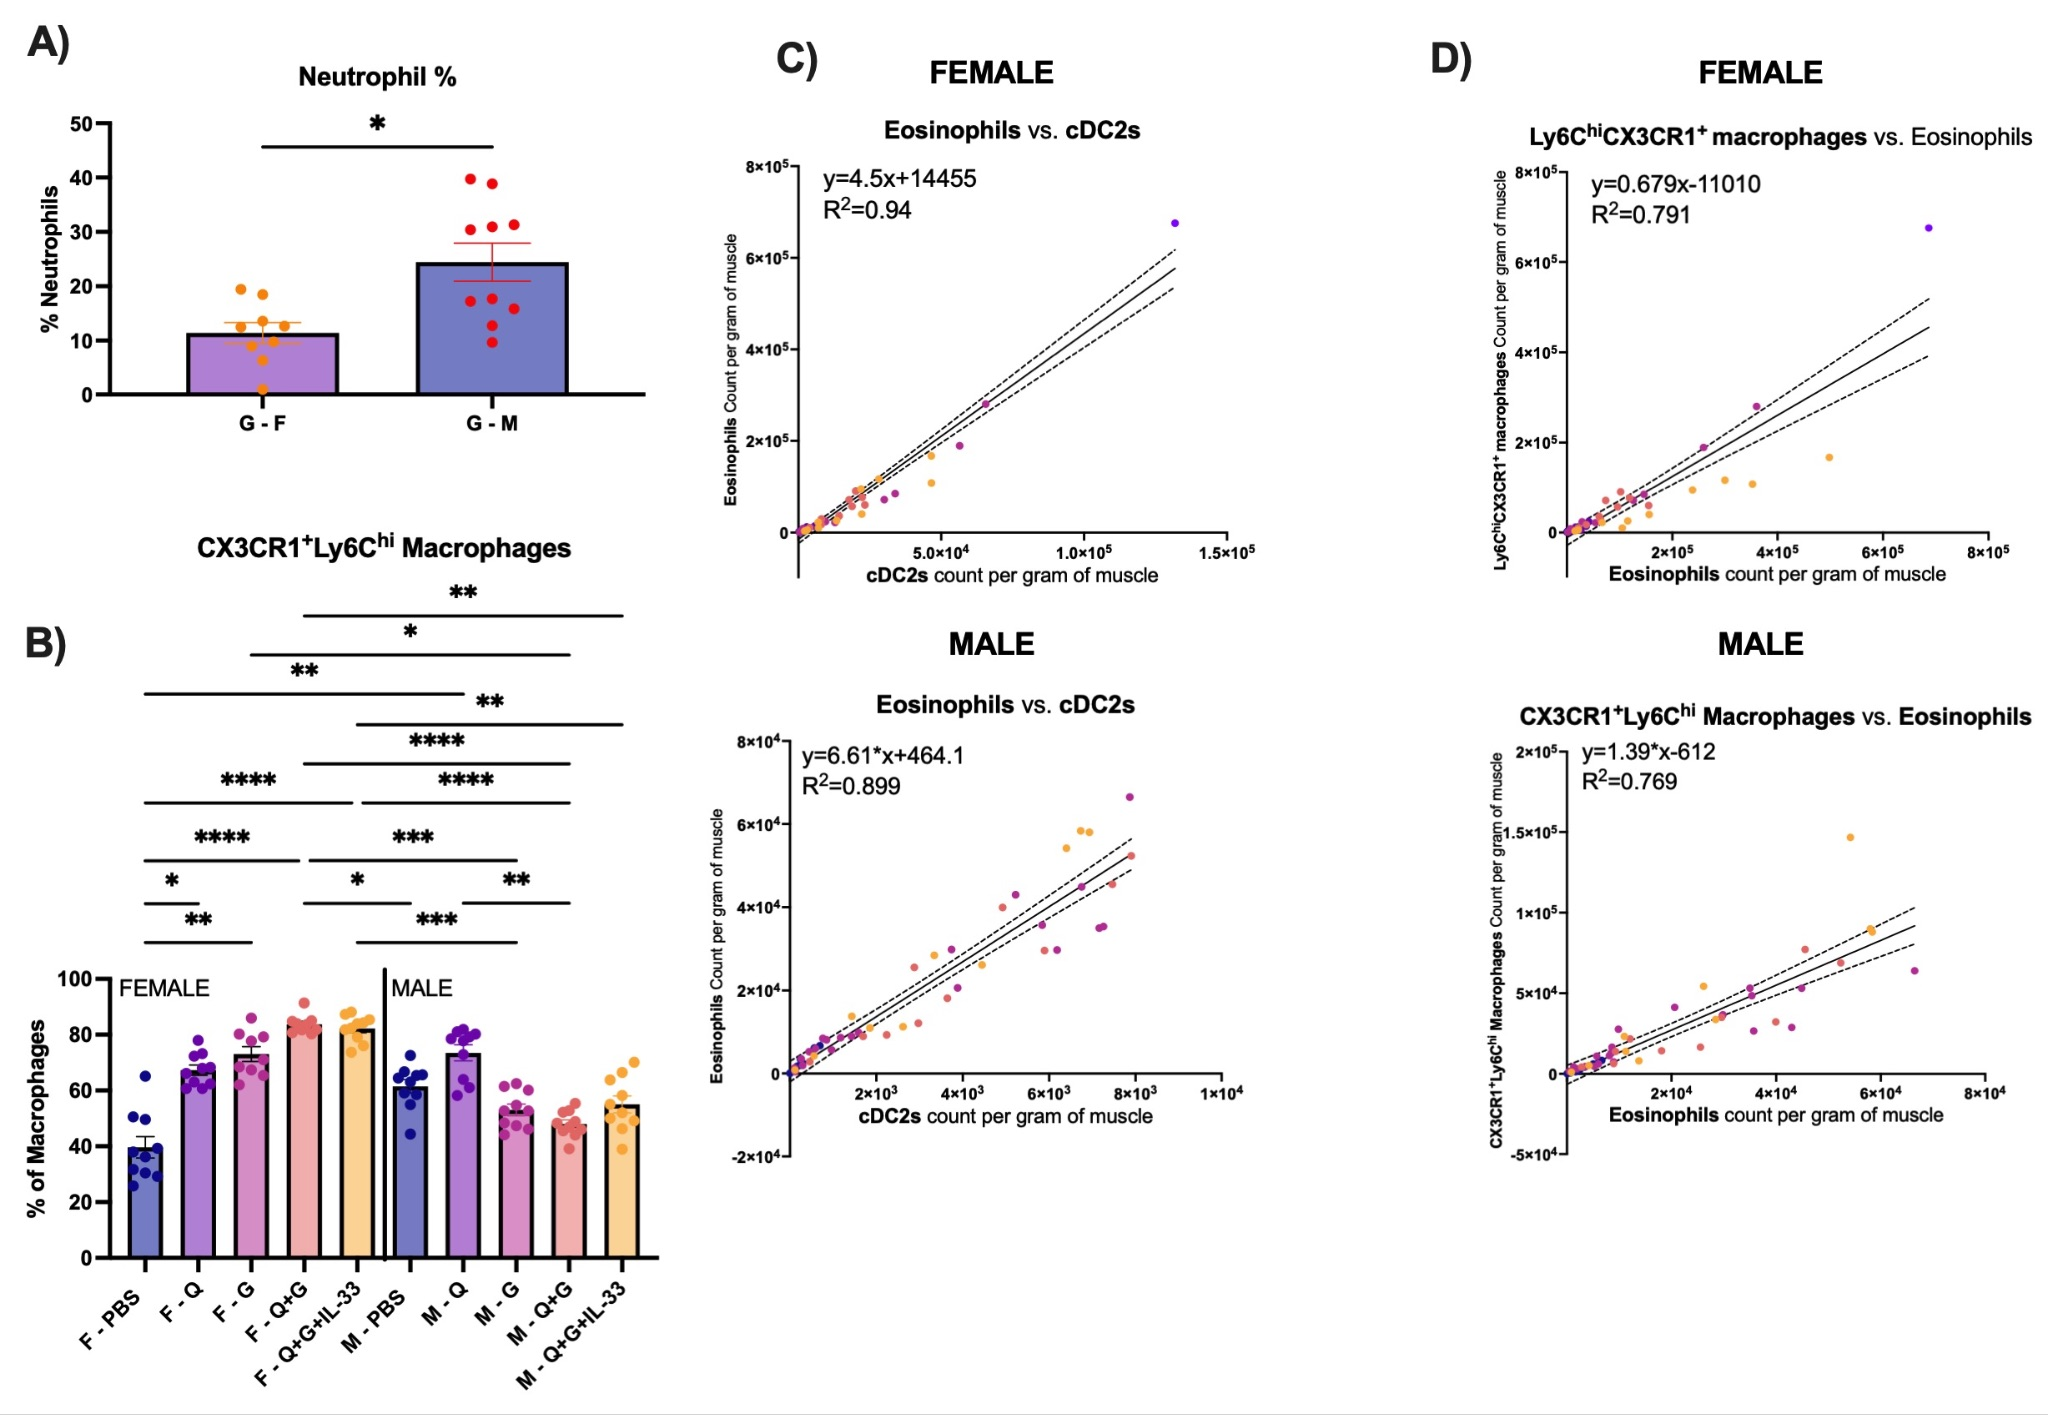 A)
Neutrophil %
*
% Neutrophils
50
40
30
20
10
0
G - F
G - M
B)
CX3CR1⁺Ly6Cʰⁱ Macrophages
**
*
**
**
****
**** ****
**** ***
* * **
** ***
% of Macrophages
100
80
60
40
20
0
FEMALE
MALE
F - PBS
F - Q
F - G
F - Q+G
F - Q+G+IL-33
M - PBS
M - Q
M - G
M - Q+G
M - Q+G+IL-33
C)
FEMALE
Eosinophils vs. cDC2s
y=4.5x+14455
R²=0.94
Eosinophils Count per gram of muscle
8×10⁵
6×10⁵
4×10⁵
2×10⁵
0
5.0×10⁴ 1.0×10⁵ 1.5×10⁵
cDC2s count per gram of muscle
MALE
Eosinophils vs. cDC2s
y=6.61*x+464.1
R²=0.899
Eosinophils Count per gram of muscle
8×10⁴
6×10⁴
4×10⁴
2×10⁴
0
-2×10⁴
2×10³ 4×10³ 6×10³ 8×10³ 1×10⁴
cDC2s count per gram of muscle
D)
FEMALE
Ly6CʰⁱCX3CR1⁺ macrophages vs. Eosinophils
y=0.679x-11010
R²=0.791
Ly6CʰⁱCX3CR1⁺ macrophages Count per gram of muscle
8×10⁵
6×10⁵
4×10⁵
2×10⁵
0
2×10⁵ 4×10⁵ 6×10⁵ 8×10⁵
Eosinophils count per gram of muscle
MALE
CX3CR1⁺Ly6Cʰⁱ Macrophages vs. Eosinophils
y=1.39*x-612
R²=0.769
CX3CR1⁺Ly6Cʰⁱ Macrophages Count per gram of muscle
2×10⁵
1.5×10⁵
1×10⁵
5×10⁴
0
-5×10⁴
2×10⁴ 4×10⁴ 6×10⁴ 8×10⁴
Eosinophils count per gram of muscle